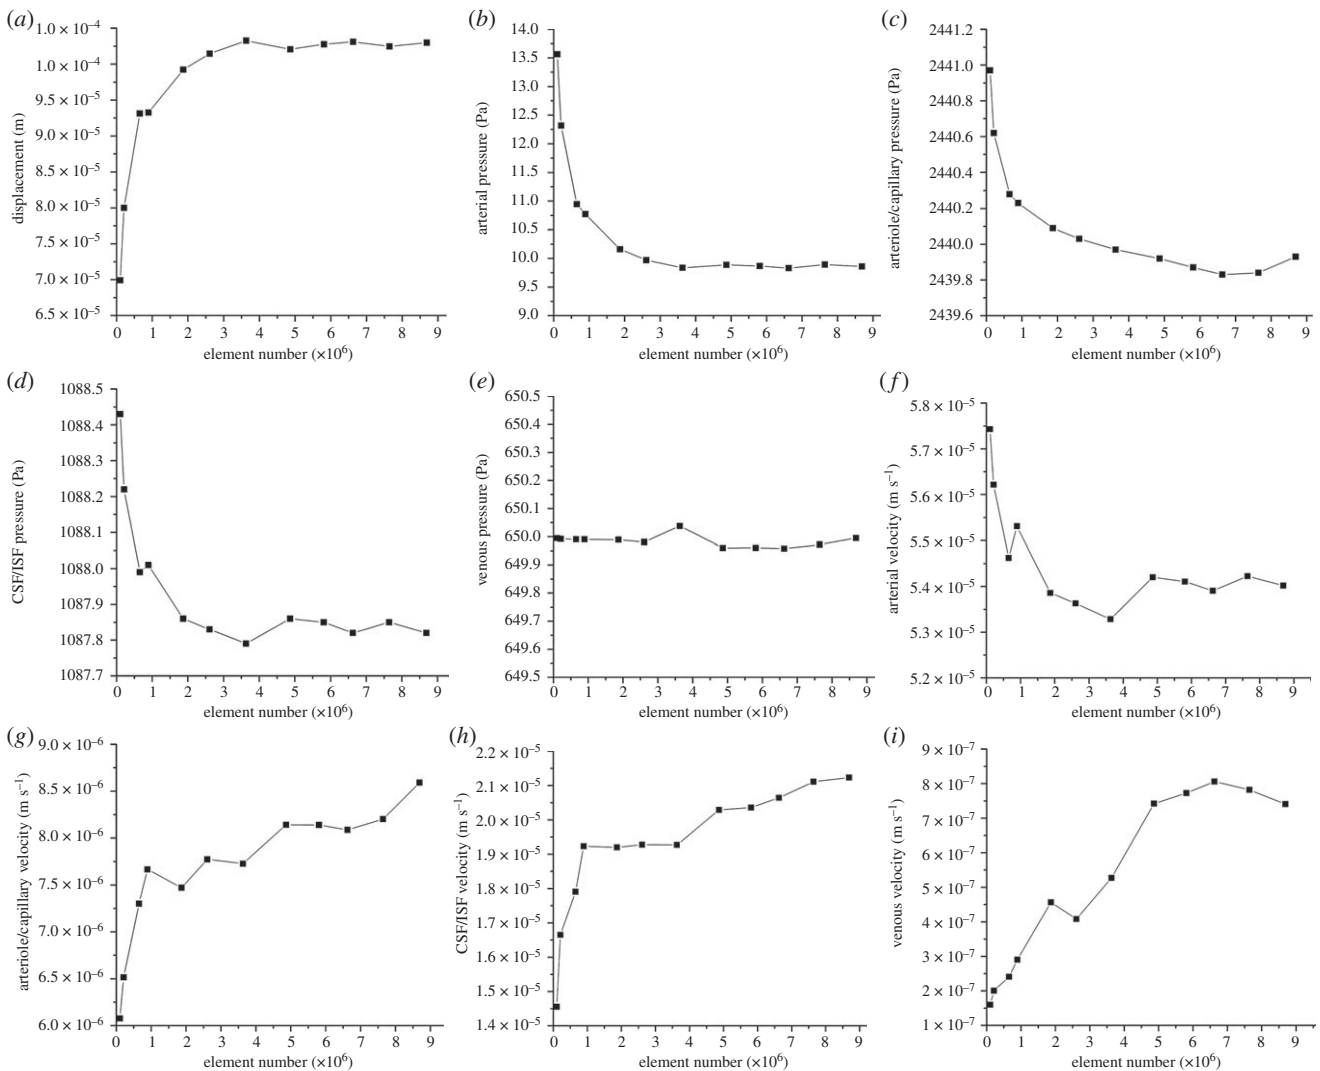 (a)
1.0 × 10⁻⁴
1.0 × 10⁻⁴
9.5 × 10⁻⁵
9.0 × 10⁻⁵
8.5 × 10⁻⁵
8.0 × 10⁻⁵
7.5 × 10⁻⁵
7.0 × 10⁻⁵
6.5 × 10⁻⁵
displacement (m)
0 1 2 3 4 5 6 7 8 9
element number (×10⁶)
(b)
14.0
13.5
13.0
12.5
12.0
11.5
11.0
10.5
10.0
9.5
9.0
arterial pressure (Pa)
0 1 2 3 4 5 6 7 8 9
element number (×10⁶)
(c)
2441.2
2441.0
2440.8
2440.6
2440.4
2440.2
2440.0
2439.8
2439.6
arteriole/capillary pressure (Pa)
0 1 2 3 4 5 6 7 8 9
element number (×10⁶)
(d)
1088.5
1088.4
1088.3
1088.2
1088.1
1088.0
1087.9
1087.8
1087.7
CSF/ISF pressure (Pa)
0 1 2 3 4 5 6 7 8 9
element number (×10⁶)
(e)
650.5
650.4
650.3
650.2
650.1
650.0
649.9
649.8
649.7
649.6
649.5
venous pressure (Pa)
0 1 2 3 4 5 6 7 8 9
element number (×10⁶)
(f)
5.8 × 10⁻⁵
5.7 × 10⁻⁵
5.6 × 10⁻⁵
5.5 × 10⁻⁵
5.4 × 10⁻⁵
5.3 × 10⁻⁵
5.2 × 10⁻⁵
arterial velocity (m s⁻¹)
0 1 2 3 4 5 6 7 8 9
element number (×10⁶)
(g)
9.0 × 10⁻⁶
8.5 × 10⁻⁶
8.0 × 10⁻⁶
7.5 × 10⁻⁶
7.0 × 10⁻⁶
6.5 × 10⁻⁶
6.0 × 10⁻⁶
arteriole/capillary velocity (m s⁻¹)
0 1 2 3 4 5 6 7 8 9
element number (×10⁶)
(h)
2.2 × 10⁻⁵
2.1 × 10⁻⁵
2.0 × 10⁻⁵
1.9 × 10⁻⁵
1.8 × 10⁻⁵
1.7 × 10⁻⁵
1.6 × 10⁻⁵
1.5 × 10⁻⁵
1.4 × 10⁻⁵
CSF/ISF velocity (m s⁻¹)
0 1 2 3 4 5 6 7 8 9
element number (×10⁶)
(i)
9 × 10⁻⁷
8 × 10⁻⁷
7 × 10⁻⁷
6 × 10⁻⁷
5 × 10⁻⁷
4 × 10⁻⁷
3 × 10⁻⁷
2 × 10⁻⁷
1 × 10⁻⁷
venous velocity (m s⁻¹)
0 1 2 3 4 5 6 7 8 9
element number (×10⁶)